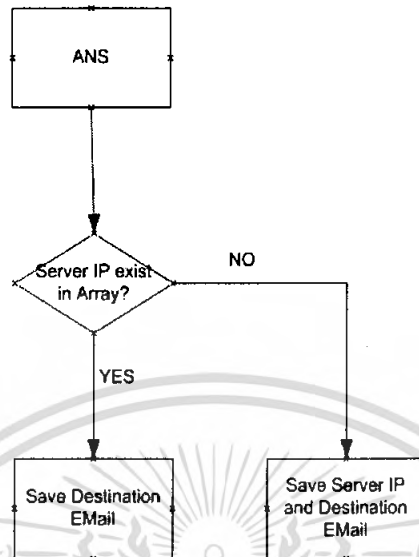 ANS
Server IP exist
in Array?
NO
YES
Save Destination
EMail
Save Server IP
and Destination
EMail